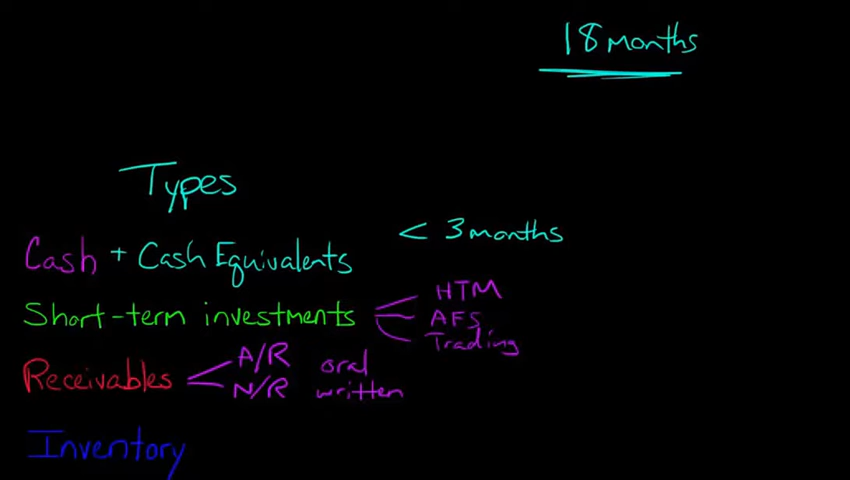 18 months
Types
Cash + Cash Equivalents < 3 months
Short-term investments HTM
AFS
Trading
Receivables A/R oral
N/R written
Inventory